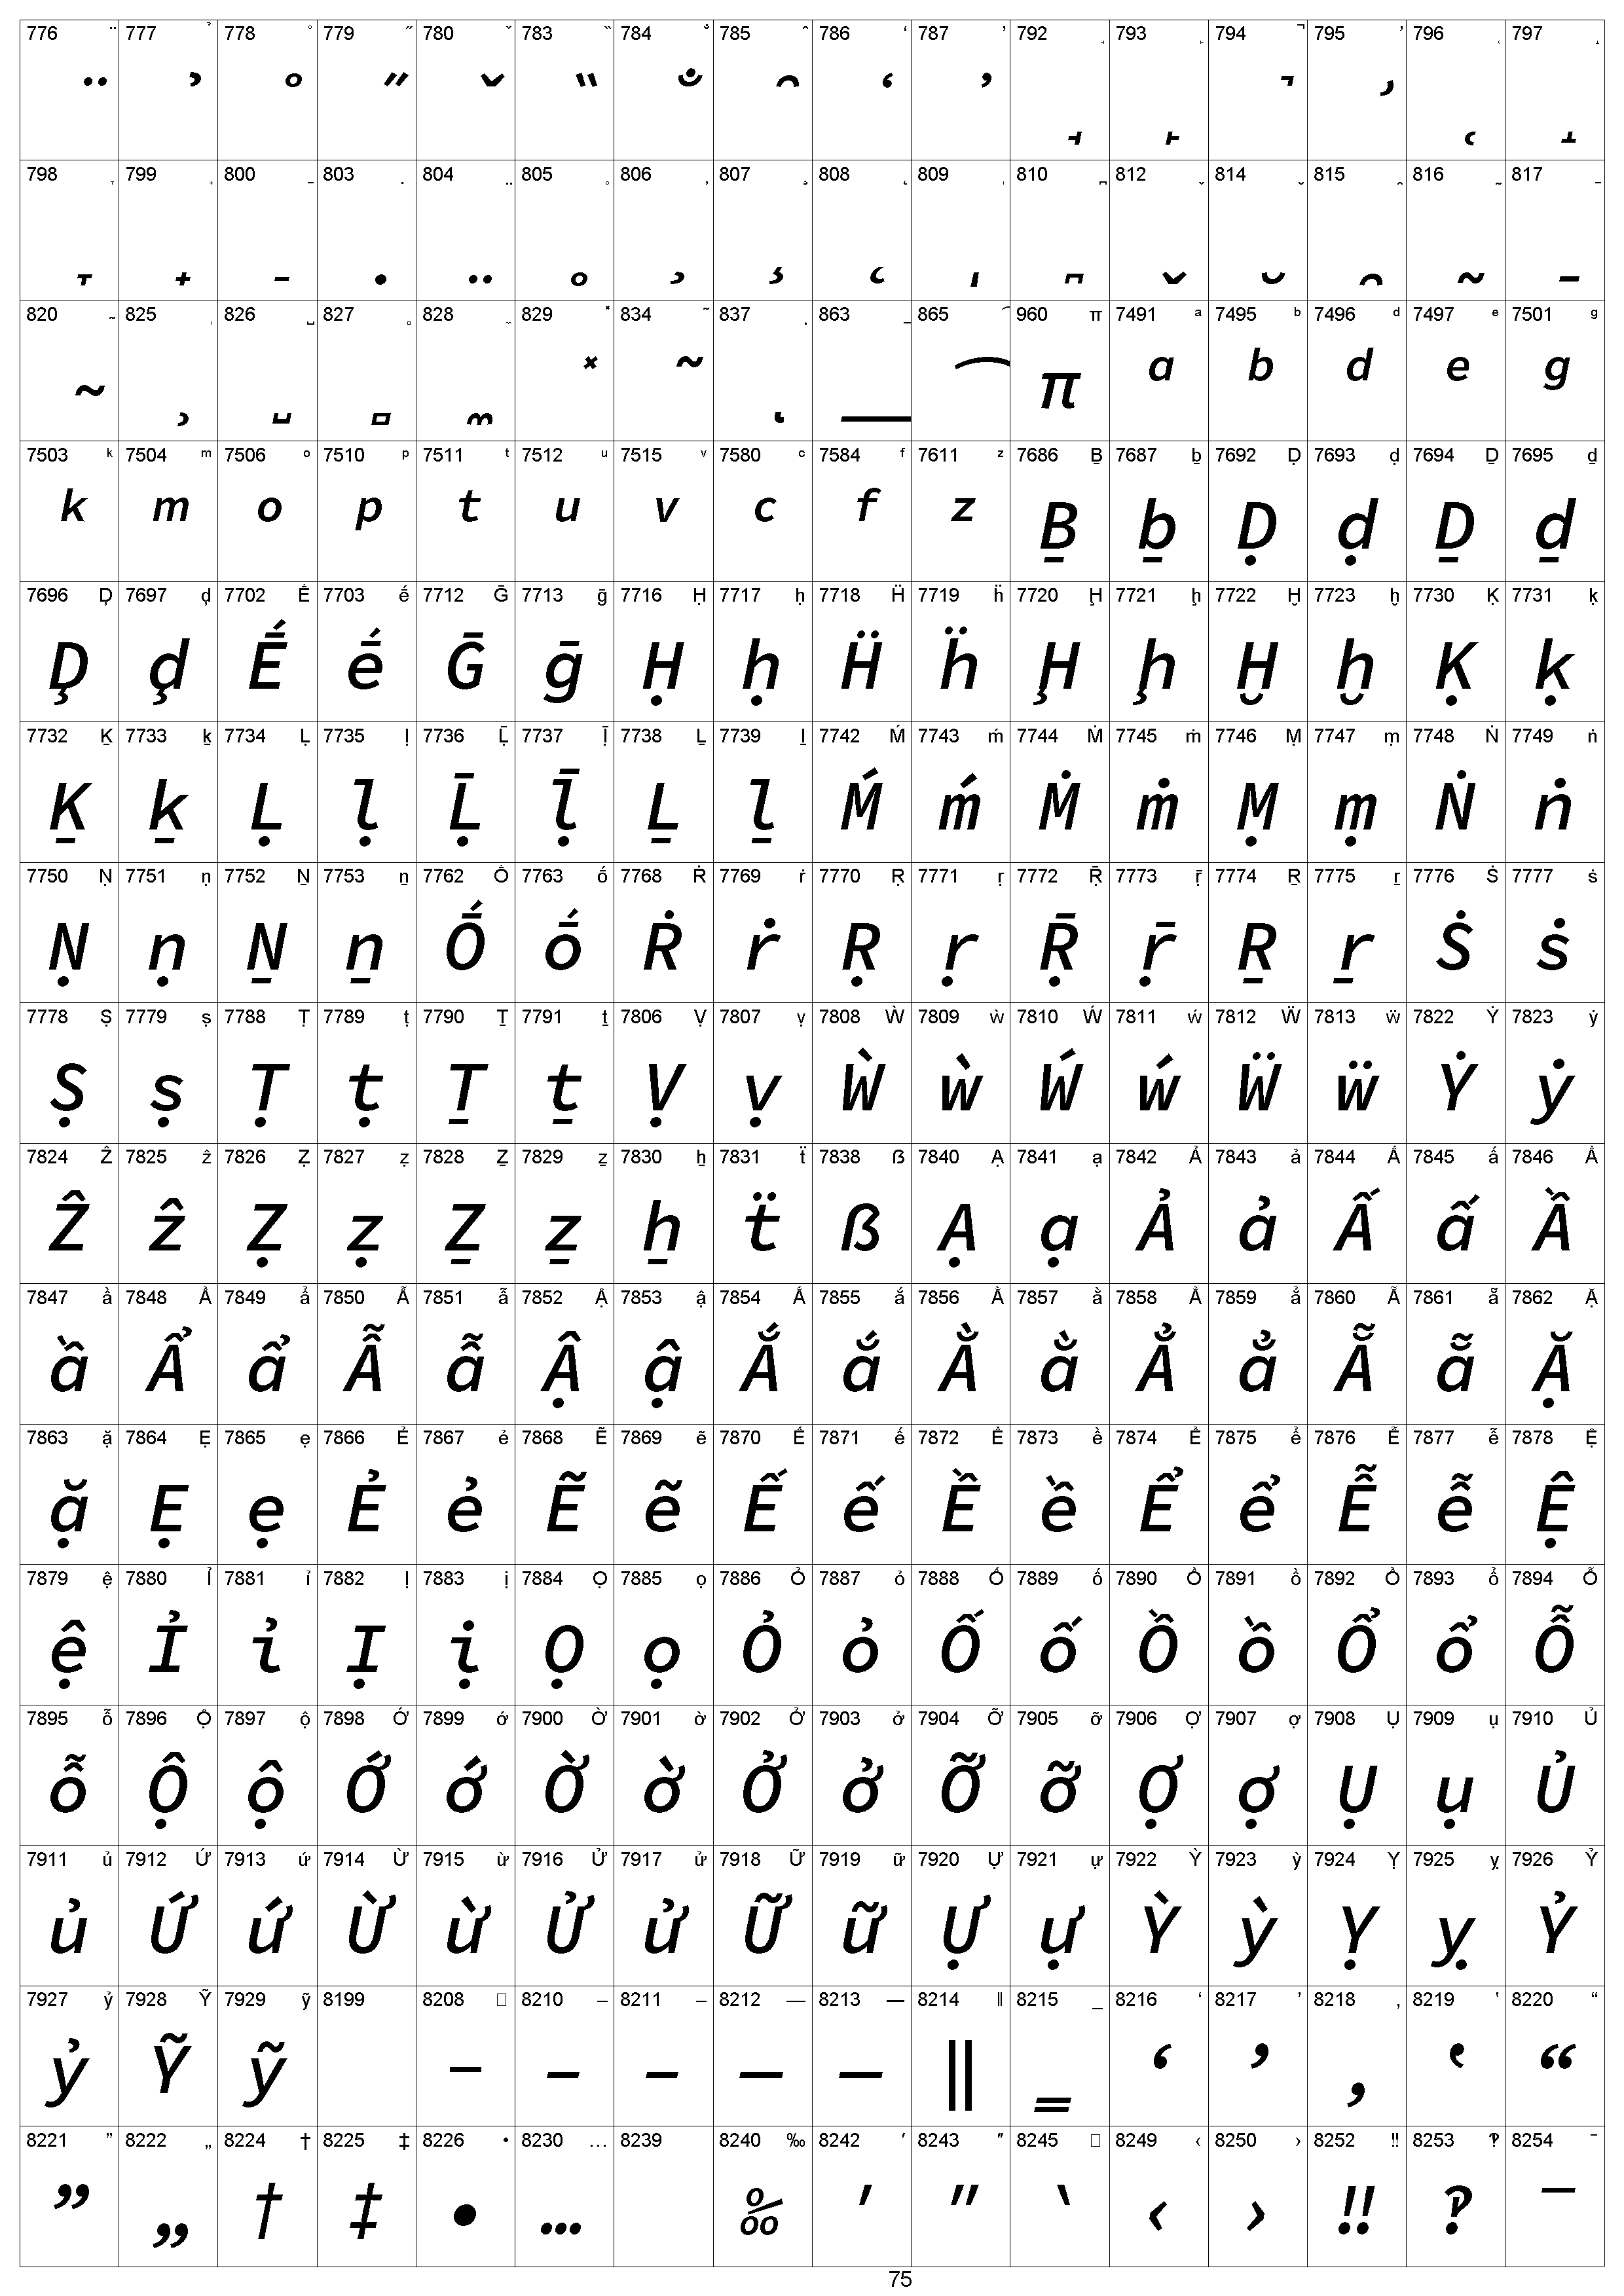 776 ̈ 777 ̉ 778 ̊ 779 ̋ 780 ̌ 783 ̏ 784 ̐ 785 ̑ 786 ̒ 787 ̓ 792 ̘ 793 ̙ 794 ̚ 795 ̛ 796 ̜ 797 ̝
̈ ̉ ̊ ̋ ̌ ̏ ̐ ̑ ̒ ̓ ̘ ̙ ̚ ̛ ̜ ̝
798 ̞ 799 ̟ 800 ̠ 803 ̣ 804 ̤ 805 ̥ 806 ̦ 807 ̧ 808 ̨ 809 ̩ 810 ̪ 812 ̬ 814 ̮ 815 ̯ 816 ̰ 817 ̱
̞ ̟ ̠ ̣ ̤ ̥ ̦ ̧ ̨ ̩ ̪ ̬ ̮ ̯ ̰ ̱
820 ̴ 825 ̹ 826 ̺ 827 ̻ 828 ̼ 829 ̽ 834 ͂ 837 ͅ 863 ͟ 865 ͡ 960 π 7491 ᵃ 7495 ᵇ 7496 ᵈ 7497 ᵉ 7501 ᵍ
̴ ̹ ̺ ̻ ̼ ̽ ͂ ͅ ͟ ͡ π ᵃ ᵇ ᵈ ᵉ ᵍ
7503 ᵏ 7504 ᵐ 7506 ᵒ 7510 ᵖ 7511 ᵗ 7512 ᵘ 7515 ᵛ 7580 ᶜ 7584 ᶠ 7611 ᶻ 7686 Ḇ 7687 ḇ 7692 Ḍ 7693 ḍ 7694 Ḏ 7695 ḏ
ᵏ ᵐ ᵒ ᵖ ᵗ ᵘ ᵛ ᶜ ᶠ ᶻ Ḇ ḇ Ḍ ḍ Ḏ ḏ
7696 Ḑ 7697 ḑ 7702 Ḗ 7703 ḗ 7712 Ḡ 7713 ḡ 7716 Ḥ 7717 ḥ 7718 Ḧ 7719 ḧ 7720 Ḩ 7721 ḩ 7722 Ḫ 7723 ḫ 7730 Ḳ 7731 ḳ
Ḑ ḑ Ḗ ḗ Ḡ ḡ Ḥ ḥ Ḧ ḧ Ḩ ḩ Ḫ ḫ Ḳ ḳ
7732 Ḵ 7733 ḵ 7734 Ḷ 7735 ḷ 7736 Ḹ 7737 ḹ 7738 Ḻ 7739 ḻ 7742 Ḿ 7743 ḿ 7744 Ṁ 7745 ṁ 7746 Ṃ 7747 ṃ 7748 Ṅ 7749 ṅ
Ḵ ḵ Ḷ ḷ Ḹ ḹ Ḻ ḻ Ḿ ḿ Ṁ ṁ Ṃ ṃ Ṅ ṅ
7750 Ṇ 7751 ṇ 7752 Ṉ 7753 ṉ 7762 Ṓ 7763 ṓ 7768 Ṙ 7769 ṙ 7770 Ṛ 7771 ṛ 7772 Ṝ 7773 ṝ 7774 Ṟ 7775 ṟ 7776 Ṡ 7777 ṡ
Ṇ ṇ Ṉ ṉ Ṓ ṓ Ṙ ṙ Ṛ ṛ Ṝ ṝ Ṟ ṟ Ṡ ṡ
7778 Ṣ 7779 ṣ 7788 Ṭ 7789 ṭ 7790 Ṯ 7791 ṯ 7806 Ṿ 7807 ṿ 7808 Ẁ 7809 ẁ 7810 Ẃ 7811 ẃ 7812 Ẅ 7813 ẅ 7822 Ẏ 7823 ẏ
Ṣ ṣ Ṭ ṭ Ṯ ṯ Ṿ ṿ Ẁ ẁ Ẃ ẃ Ẅ ẅ Ẏ ẏ
7824 Ẑ 7825 ẑ 7826 Ẓ 7827 ẓ 7828 Ẕ 7829 ẕ 7830 ẖ 7831 ẗ 7838 ẞ 7840 Ạ 7841 ạ 7842 Ả 7843 ả 7844 Ấ 7845 ấ 7846 Ầ
Ẑ ẑ Ẓ ẓ Ẕ ẕ ẖ ẗ ẞ Ạ ạ Ả ả Ấ ấ Ầ
7847 ầ 7848 Ẩ 7849 ẩ 7850 Ẫ 7851 ẫ 7852 Ậ 7853 ậ 7854 Ắ 7855 ắ 7856 Ằ 7857 ằ 7858 Ẳ 7859 ẳ 7860 Ẵ 7861 ẵ 7862 Ặ
ầ Ẩ ẩ Ẫ ẫ Ậ ậ Ắ ắ Ằ ằ Ẳ ẳ Ẵ ẵ Ặ
7863 ặ 7864 Ẹ 7865 ẹ 7866 Ẻ 7867 ẻ 7868 Ẽ 7869 ẽ 7870 Ế 7871 ế 7872 Ề 7873 ề 7874 Ể 7875 ể 7876 Ễ 7877 ễ 7878 Ệ
ặ Ẹ ẹ Ẻ ẻ Ẽ ẽ Ế ế Ề ề Ể ể Ễ ễ Ệ
7879 ệ 7880 Ỉ 7881 ỉ 7882 Ị 7883 ị 7884 Ọ 7885 ọ 7886 Ỏ 7887 ỏ 7888 Ố 7889 ố 7890 Ồ 7891 ồ 7892 Ổ 7893 ổ 7894 Ỗ
ệ Ỉ ỉ Ị ị Ọ ọ Ỏ ỏ Ố ố Ồ ồ Ổ ổ Ỗ
7895 ỗ 7896 Ộ 7897 ộ 7898 Ớ 7899 ớ 7900 Ờ 7901 ờ 7902 Ở 7903 ở 7904 Ỡ 7905 ỡ 7906 Ợ 7907 ợ 7908 Ụ 7909 ụ 7910 Ủ
ỗ Ộ ộ Ớ ớ Ờ ờ Ở ở Ỡ ỡ Ợ ợ Ụ ụ Ủ
7911 ủ 7912 Ứ 7913 ứ 7914 Ừ 7915 ừ 7916 Ử 7917 ử 7918 Ữ 7919 ữ 7920 Ự 7921 ự 7922 Ỳ 7923 ỳ 7924 Ỵ 7925 ỵ 7926 Ỷ
ủ Ứ ứ Ừ ừ Ử ử Ữ ữ Ự ự Ỳ ỳ Ỵ ỵ Ỷ
7927 ỷ 7928 Ỹ 7929 ỹ 8199 8208 □ 8210 ‒ 8211 – 8212 — 8213 ― 8214 ‖ 8215 ‗ 8216 ‘ 8217 ’ 8218 ‚ 8219 ‛ 8220 “
ỷ Ỹ ỹ ‐ ‒ – — ― ‖ ‗ ‘ ’ ‚ ‛ “
8221 ” 8222 „ 8224 † 8225 ‡ 8226 • 8230 … 8239 8240 ‰ 8242 ′ 8243 ″ 8245 □ 8249 ‹ 8250 › 8252 ‼ 8253 ‽ 8254 ‾
” „ † ‡ • … ‰ ′ ″ ‵ ‹ › ‼ ‽ ‾
75